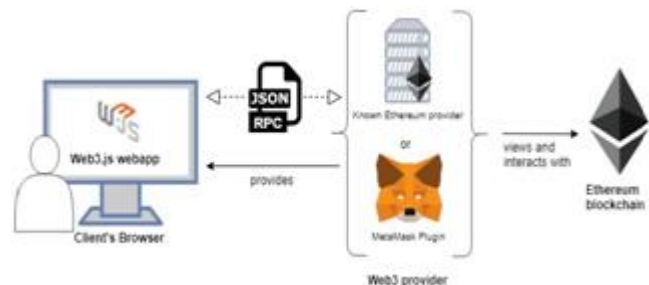 W3JS
Web3.js webapp
Client's Browser
JSON
RPC
provides
Known Ethereum provider
or
MetaMask Plugin
Web3 provider
views and
interacts with
Ethereum
blockchain